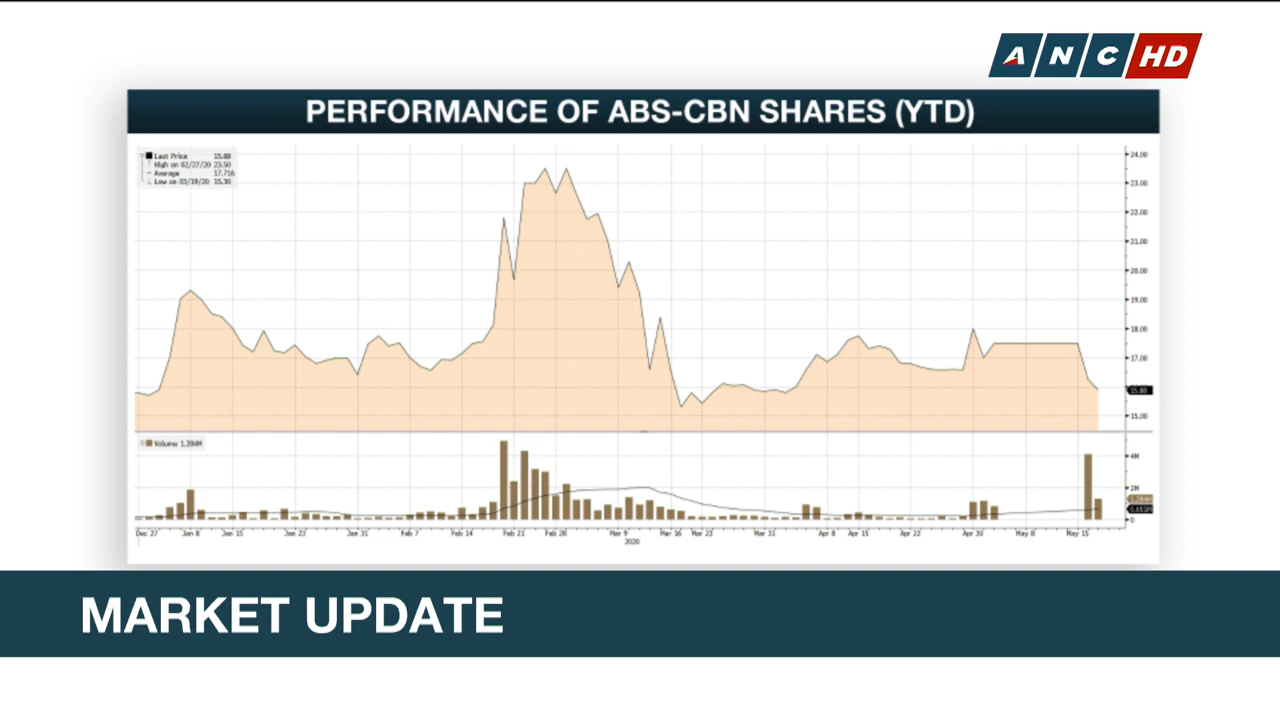 ANC HD
PERFORMANCE OF ABS-CBN SHARES (YTD)
Last Price 15.88
High on 02/27/20 23.50
Average 17.716
Low on 03/19/20 15.30
24.00
23.00
22.00
21.00
20.00
19.00
18.00
17.00
15.88
15.00
Volume 1.284M
4M
2M
0
Dec 27 Jan 8 Jan 15 Jan 23 Jan 31 Feb 7 Feb 14 Feb 21 Feb 28 Mar 9 Mar 16 Mar 23 Mar 31 Apr 8 Apr 15 Apr 22 Apr 30 May 8 May 15
2020
MARKET UPDATE